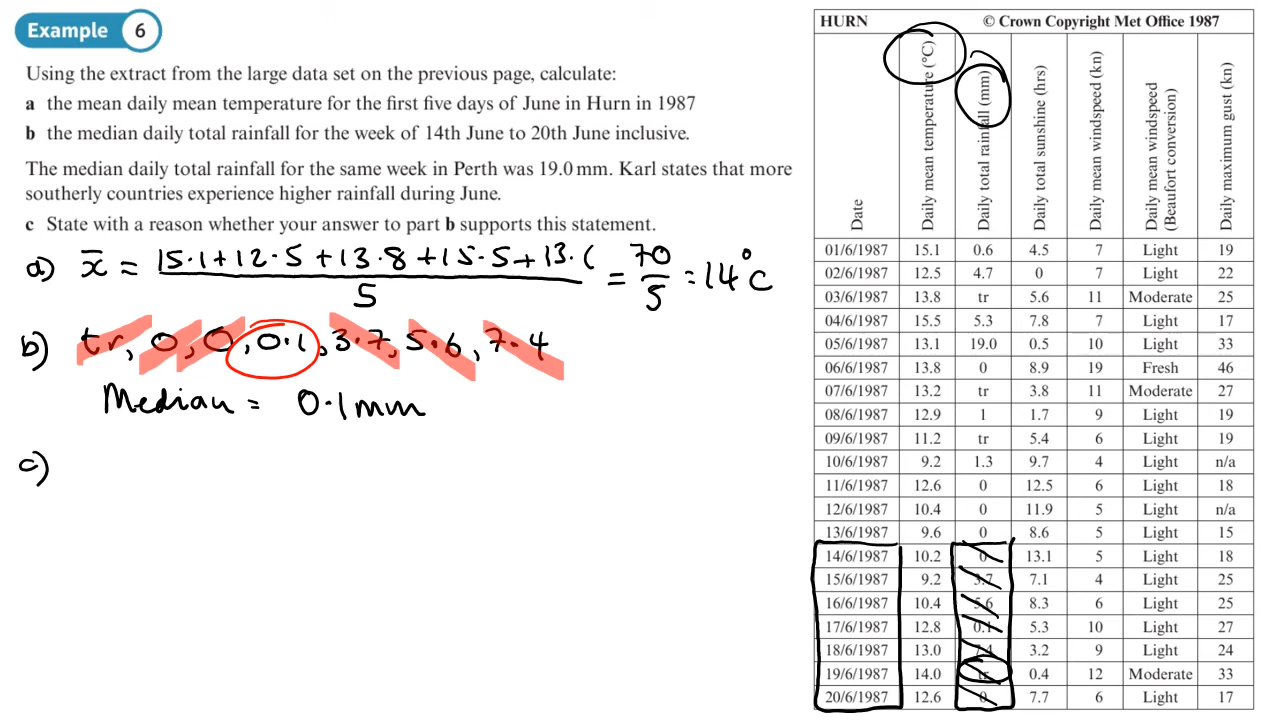 Example 6
Using the extract from the large data set on the previous page, calculate:
a the mean daily mean temperature for the first five days of June in Hurn in 1987
b the median daily total rainfall for the week of 14th June to 20th June inclusive.
The median daily total rainfall for the same week in Perth was 19.0 mm. Karl states that more
southerly countries experience higher rainfall during June.
c State with a reason whether your answer to part b supports this statement.
a) x̄ = 15.1+12.5+13.8+15.5+13.1 / 5 = 70/5 = 14°C
b) tr, 0, 0, 0.1, 3.7, 5.6, 7.4
Median = 0.1mm
c)
HURN © Crown Copyright Met Office 1987
Date Daily mean temperature (°C) Daily total rainfall (mm) Daily total sunshine (hrs) Daily mean windspeed (kn) Daily mean windspeed (Beaufort conversion) Daily maximum gust (kn)
01/6/1987 15.1 0.6 4.5 7 Light 19
02/6/1987 12.5 4.7 0 7 Light 22
03/6/1987 13.8 tr 5.6 11 Moderate 25
04/6/1987 15.5 5.3 7.8 7 Light 17
05/6/1987 13.1 19.0 0.5 10 Light 33
06/6/1987 13.8 0 8.9 19 Fresh 46
07/6/1987 13.2 tr 3.8 11 Moderate 27
08/6/1987 12.9 1 1.7 9 Light 19
09/6/1987 11.2 tr 5.4 6 Light 19
10/6/1987 9.2 1.3 9.7 4 Light n/a
11/6/1987 12.6 0 12.5 6 Light 18
12/6/1987 10.4 0 11.9 5 Light n/a
13/6/1987 9.6 0 8.6 5 Light 15
14/6/1987 10.2 0 13.1 5 Light 18
15/6/1987 9.2 3.7 7.1 4 Light 25
16/6/1987 10.4 5.6 8.3 6 Light 25
17/6/1987 12.8 0.1 5.3 10 Light 27
18/6/1987 13.0 7.4 3.2 9 Light 24
19/6/1987 14.0 tr 0.4 12 Moderate 33
20/6/1987 12.6 0 7.7 6 Light 17